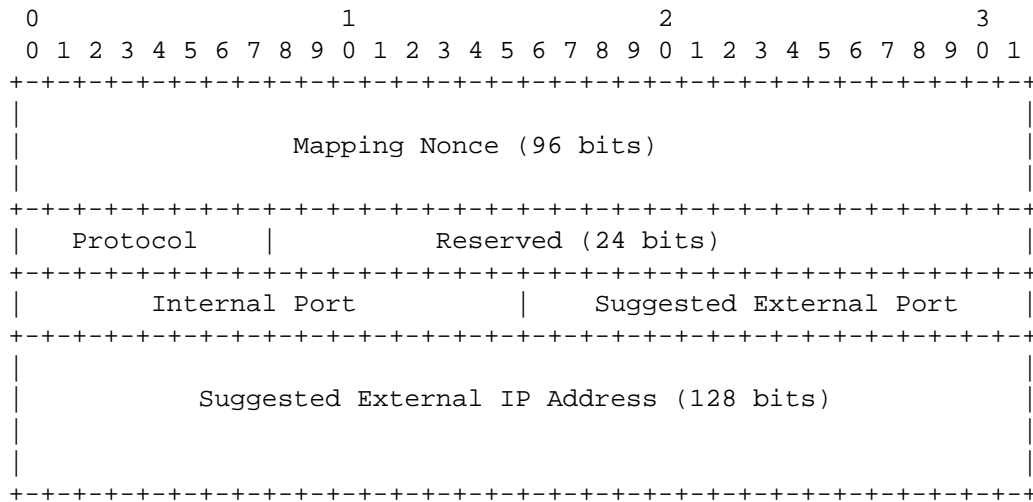 0                   1                   2                   3
 0 1 2 3 4 5 6 7 8 9 0 1 2 3 4 5 6 7 8 9 0 1 2 3 4 5 6 7 8 9 0 1
+-+-+-+-+-+-+-+-+-+-+-+-+-+-+-+-+-+-+-+-+-+-+-+-+-+-+-+-+-+-+-+-+
|                                                               |
|                 Mapping Nonce (96 bits)                       |
|                                                               |
+-+-+-+-+-+-+-+-+-+-+-+-+-+-+-+-+-+-+-+-+-+-+-+-+-+-+-+-+-+-+-+-+
|   Protocol    |          Reserved (24 bits)                   |
+-+-+-+-+-+-+-+-+-+-+-+-+-+-+-+-+-+-+-+-+-+-+-+-+-+-+-+-+-+-+-+-+
|        Internal Port          |    Suggested External Port    |
+-+-+-+-+-+-+-+-+-+-+-+-+-+-+-+-+-+-+-+-+-+-+-+-+-+-+-+-+-+-+-+-+
|                                                               |
|           Suggested External IP Address (128 bits)            |
|                                                               |
|                                                               |
+-+-+-+-+-+-+-+-+-+-+-+-+-+-+-+-+-+-+-+-+-+-+-+-+-+-+-+-+-+-+-+-+